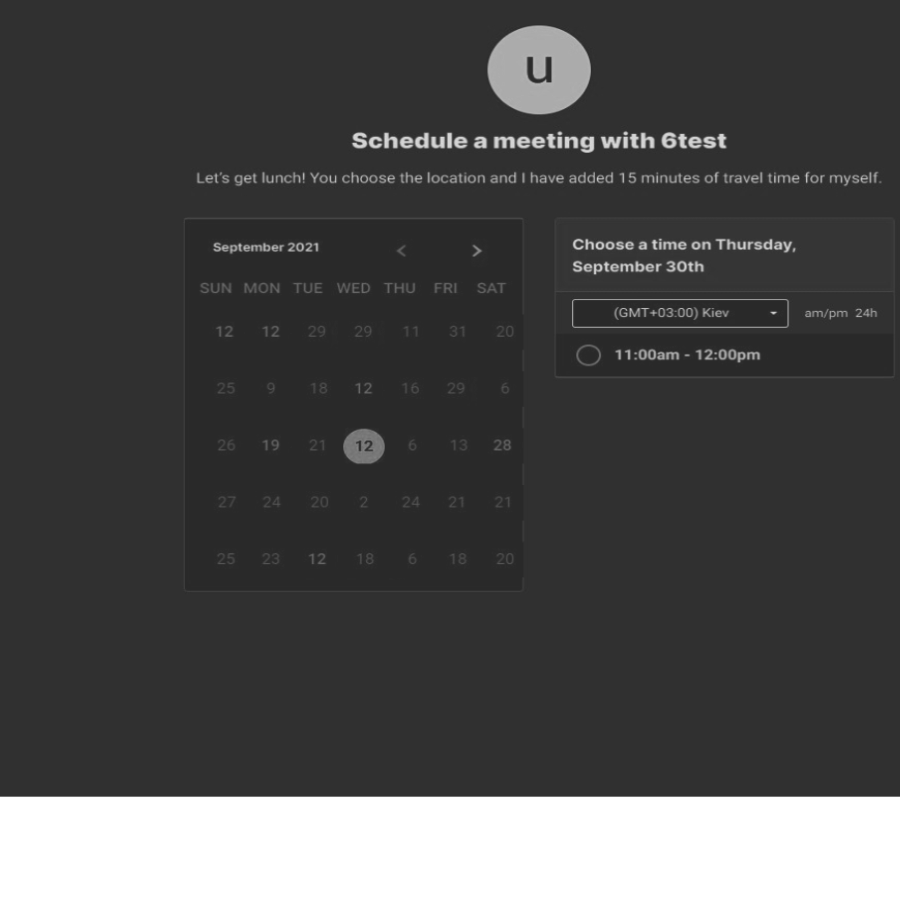 u
Schedule a meeting with 6test
Let's get lunch! You choose the location and I have added 15 minutes of travel time for myself.
September 2021 < >
SUN MON TUE WED THU FRI SAT
12 12 29 29 11 31 20
25 9 18 12 16 29 6
26 19 21 12 6 13 28
27 24 20 2 24 21 21
25 23 12 18 6 18 20
Choose a time on Thursday,
September 30th
(GMT+03:00) Kiev am/pm 24h
11:00am - 12:00pm